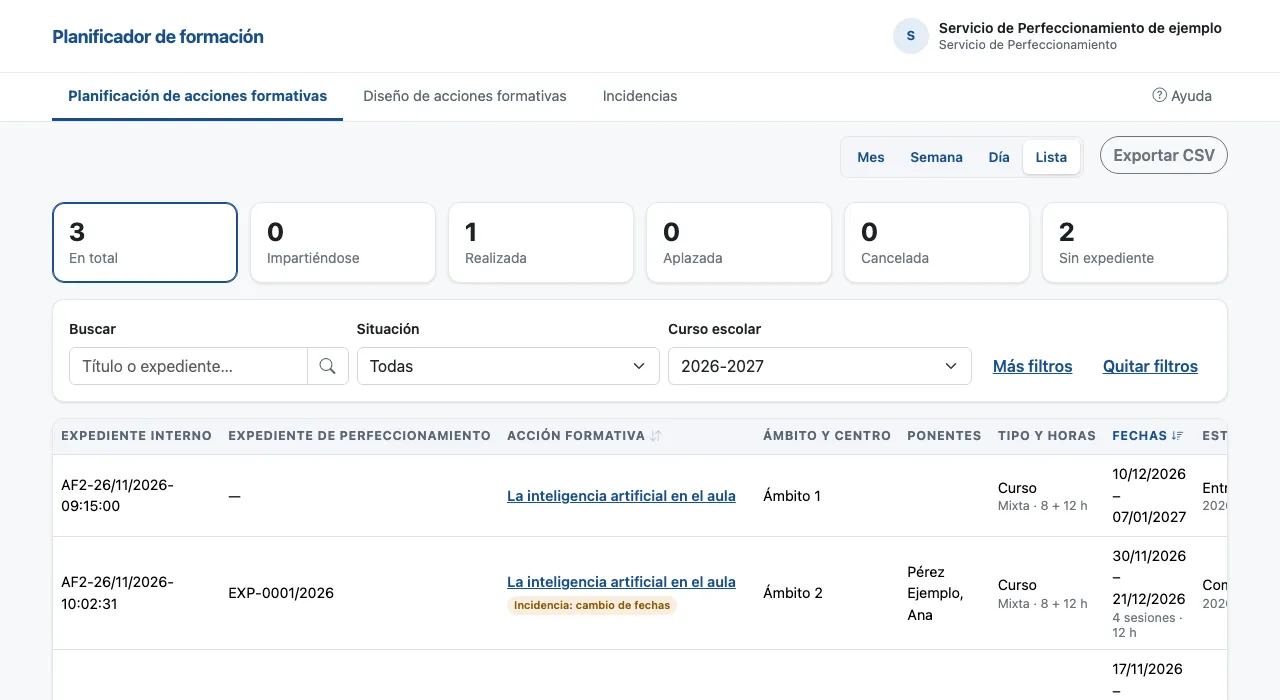 Planificador de formación
S
Servicio de Perfeccionamiento de ejemplo
Servicio de Perfeccionamiento
Planificación de acciones formativas
Diseño de acciones formativas
Incidencias
? Ayuda
Mes
Semana
Día
Lista
Exportar CSV
3
En total
0
Impartiéndose
1
Realizada
0
Aplazada
0
Cancelada
2
Sin expediente
Buscar
Título o expediente...
Situación
Todas
Curso escolar
2026-2027
Más filtros
Quitar filtros
EXPEDIENTE INTERNO
EXPEDIENTE DE PERFECCIONAMIENTO
ACCIÓN FORMATIVA
ÁMBITO Y CENTRO
PONENTES
TIPO Y HORAS
FECHAS
EST
AF2-26/11/2026-
09:15:00
—
La inteligencia artificial en el aula
Ámbito 1
Curso
Mixta · 8 + 12 h
10/12/2026
–
07/01/2027
AF2-26/11/2026-
10:02:31
EXP-0001/2026
La inteligencia artificial en el aula
Incidencia: cambio de fechas
Ámbito 2
Pérez
Ejemplo,
Ana
Curso
Mixta · 8 + 12 h
30/11/2026
–
21/12/2026
4 sesiones ·
12 h
17/11/2026
–